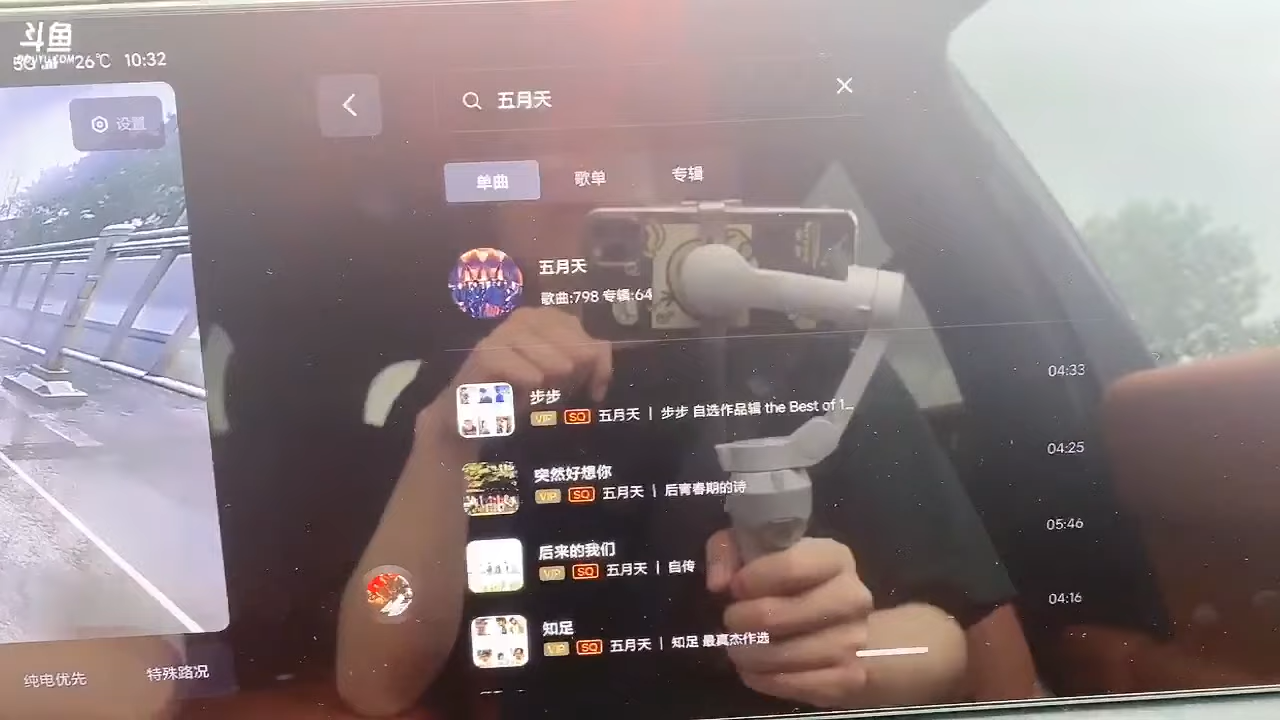 斗鱼
DOUYU.COM
5G 26℃ 10:32
设置
五月天
单曲 歌单 专辑
五月天
歌曲:798 专辑:64
步步
VIP SQ 五月天 | 步步 自选作品辑 the Best of 1...
04:33
突然好想你
VIP SQ 五月天 | 后青春期的诗
04:25
后来的我们
VIP SQ 五月天 | 自传
05:46
知足
VIP SQ 五月天 | 知足 最真杰作选
04:16
纯电优先 特殊路况